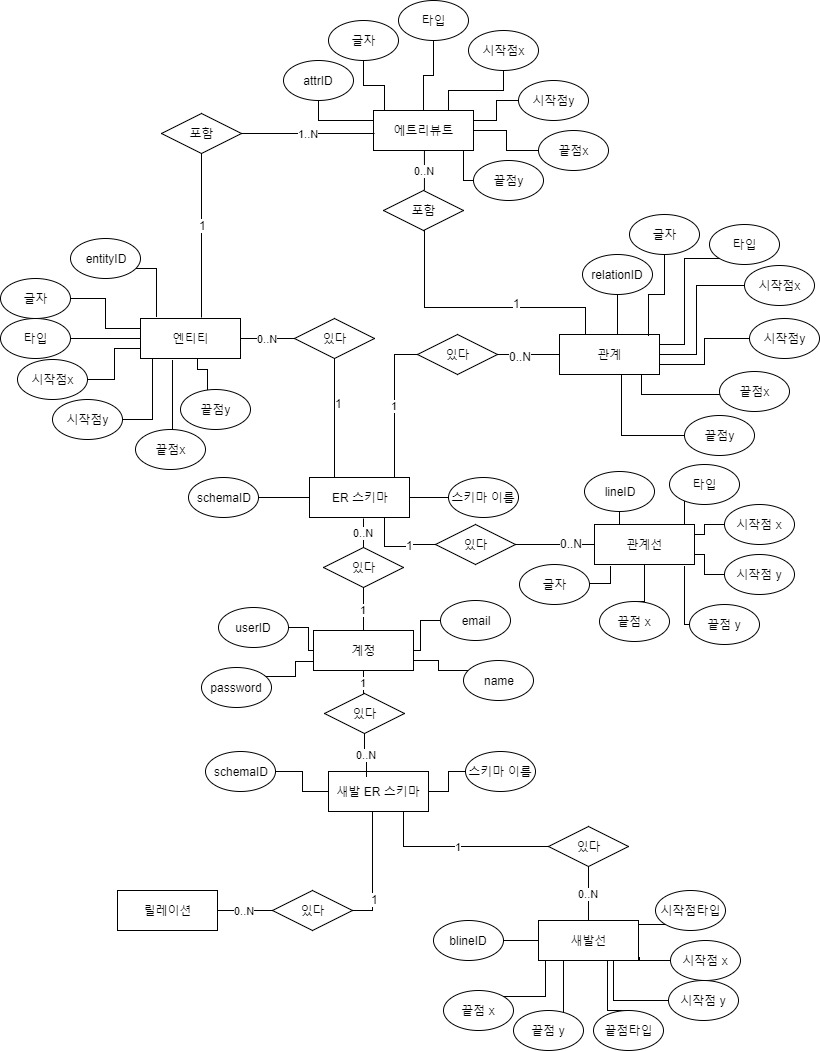 타입
글자
시작점x
attrID
시작점y
에트리뷰트
포함
1..N
끝점x
0..N
끝점y
포함
1
글자
타입
entityID
relationID
시작점x
글자
1
타입
엔티티
0..N
있다
시작점y
있다
0..N
관계
시작점x
끝점x
시작점y
끝점y
1
1
끝점x
끝점y
schemaID
ER 스키마
스키마 이름
lineID
타입
시작점 x
0..N
1
있다
0..N
관계선
있다
시작점 y
글자
1
끝점 x
끝점 y
userID
email
계정
password
1
name
있다
0..N
schemaID
스키마 이름
새발 ER 스키마
1
있다
1
0..N
릴레이션
0..N
있다
시작점타입
blineID
새발선
시작점 x
끝점 x
시작점 y
끝점 y
끝점타입